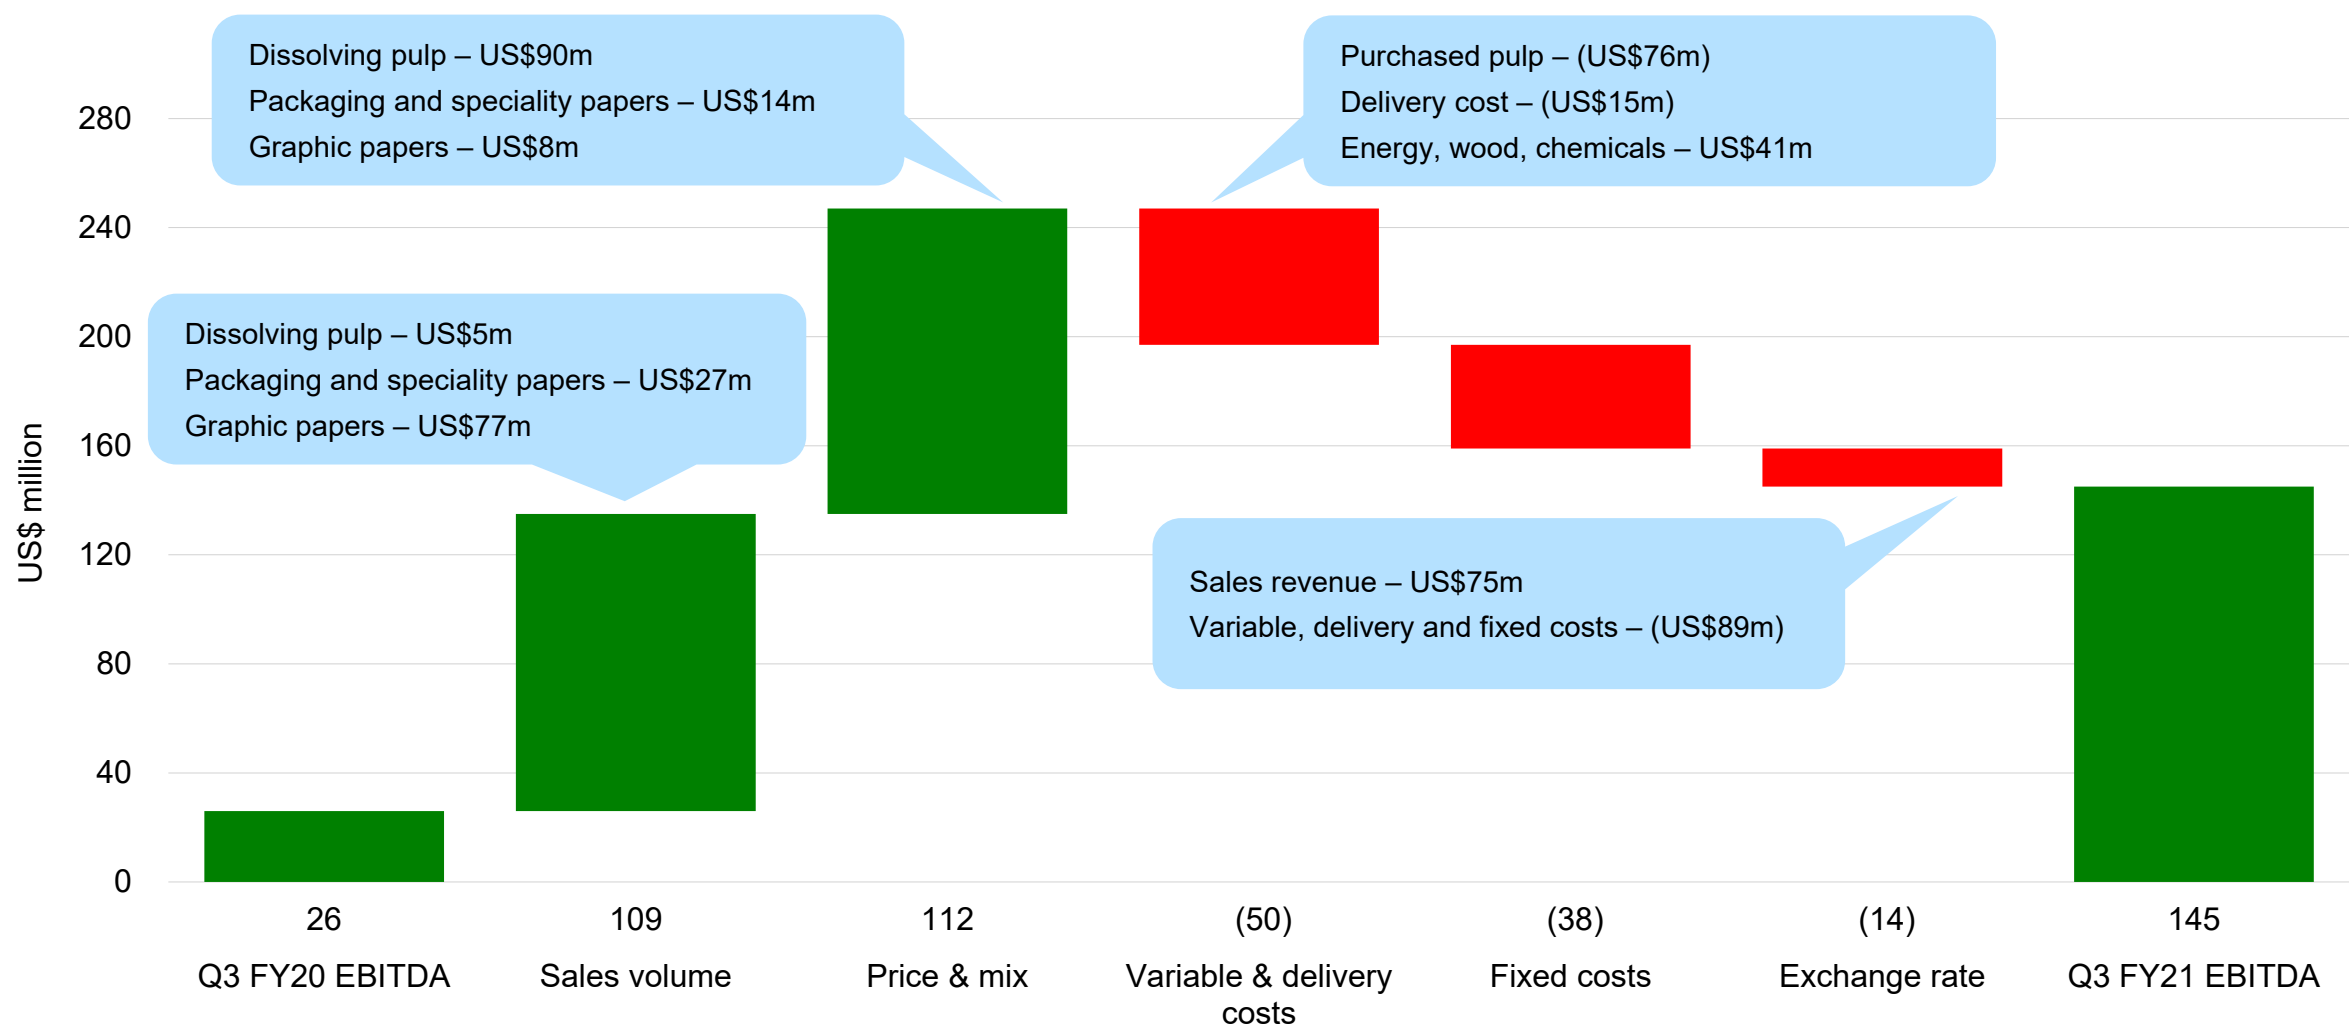 Dissolving pulp – US$90m
Packaging and speciality papers – US$14m
Graphic papers – US$8m
Purchased pulp – (US$76m)
Delivery cost – (US$15m)
Energy, wood, chemicals – US$41m
Dissolving pulp – US$5m
Packaging and speciality papers – US$27m
Graphic papers – US$77m
Sales revenue – US$75m
Variable, delivery and fixed costs – (US$89m)
US$ million
280
240
200
160
120
80
40
0
26 109 112 (50) (38) (14) 145
Q3 FY20 EBITDA Sales volume Price & mix Variable & delivery Fixed costs Exchange rate Q3 FY21 EBITDA
costs